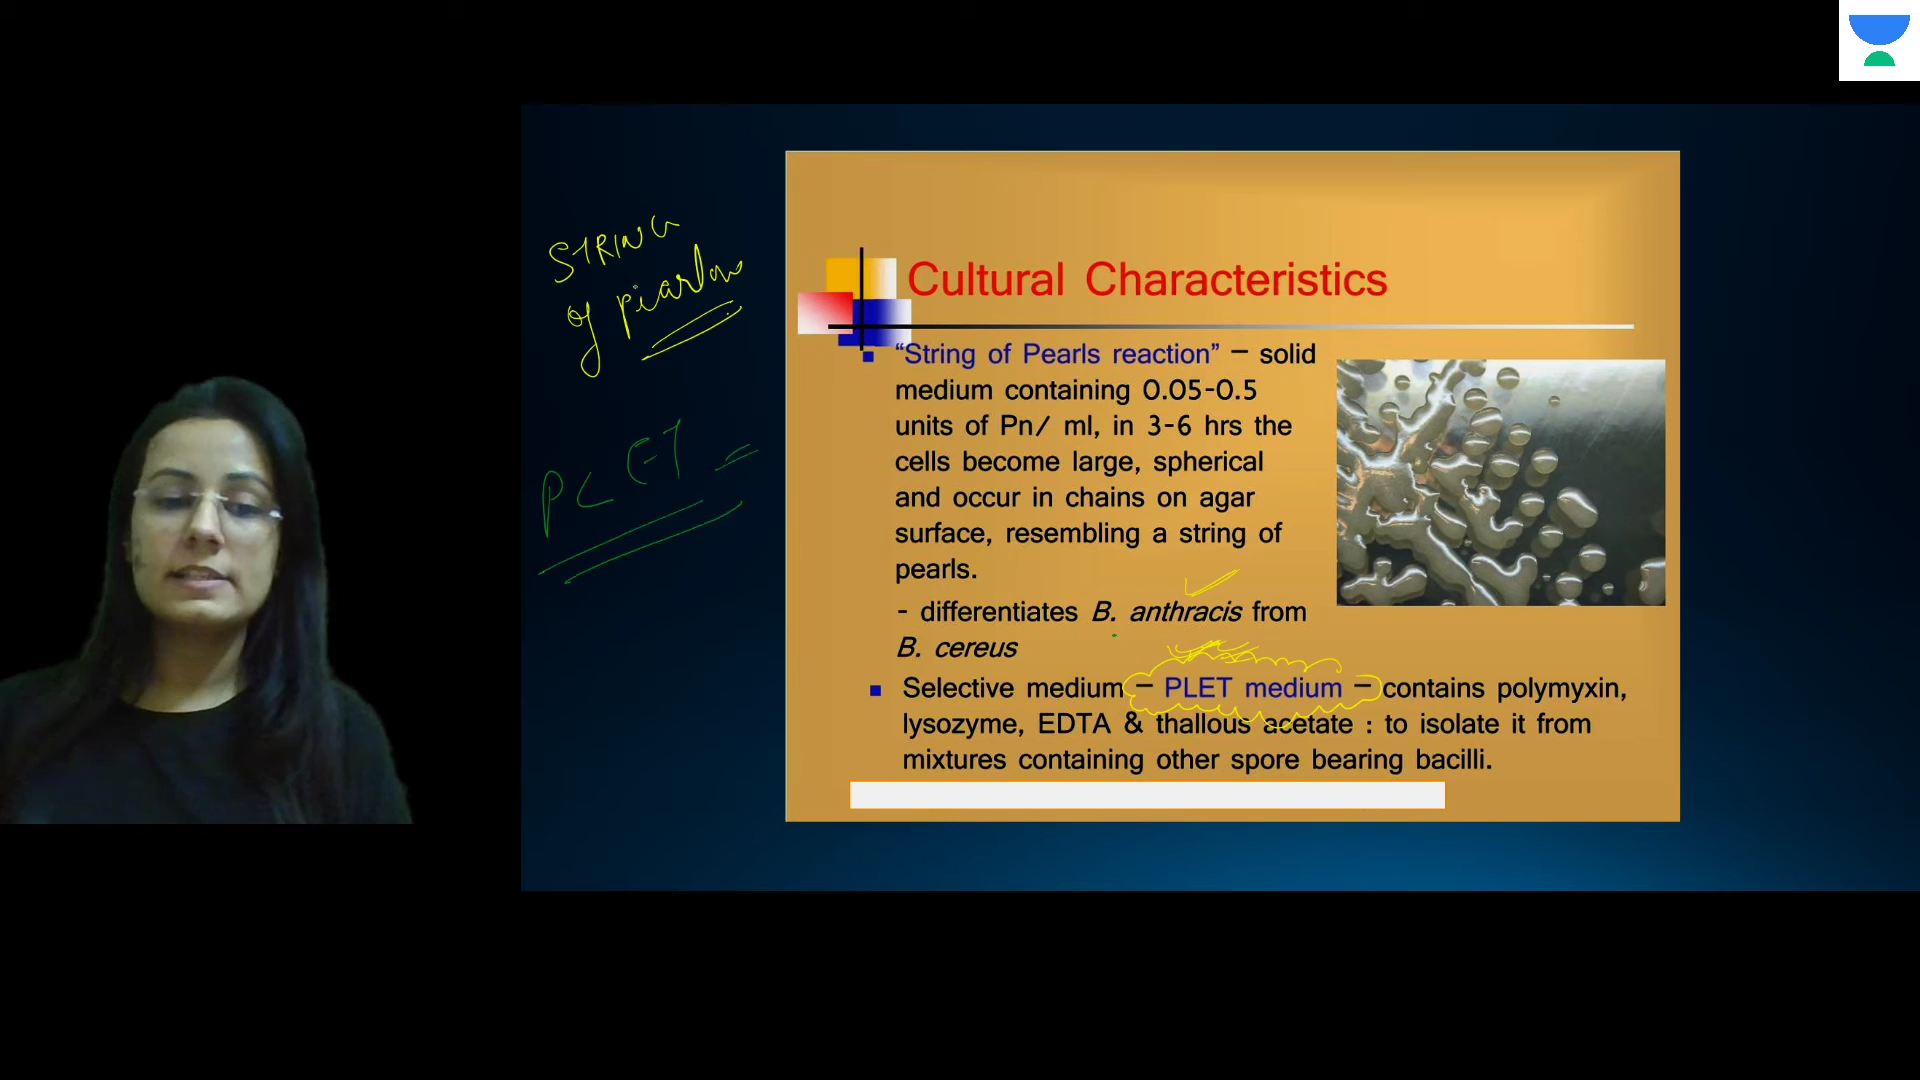 STRING
of piarlow
PLET =
Cultural Characteristics
“String of Pearls reaction” – solid
medium containing 0.05-0.5
units of Pn/ ml, in 3-6 hrs the
cells become large, spherical
and occur in chains on agar
surface, resembling a string of
pearls.
- differentiates B. anthracis from
B. cereus
Selective medium – PLET medium – contains polymyxin,
lysozyme, EDTA & thallous acetate : to isolate it from
mixtures containing other spore bearing bacilli.